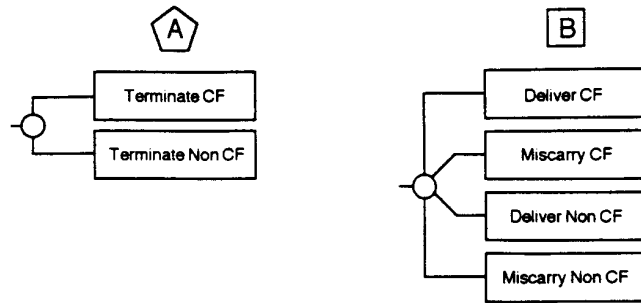 A
Terminate CF
Terminate Non CF
B
Deliver CF
Miscarry CF
Deliver Non CF
Miscarry Non CF